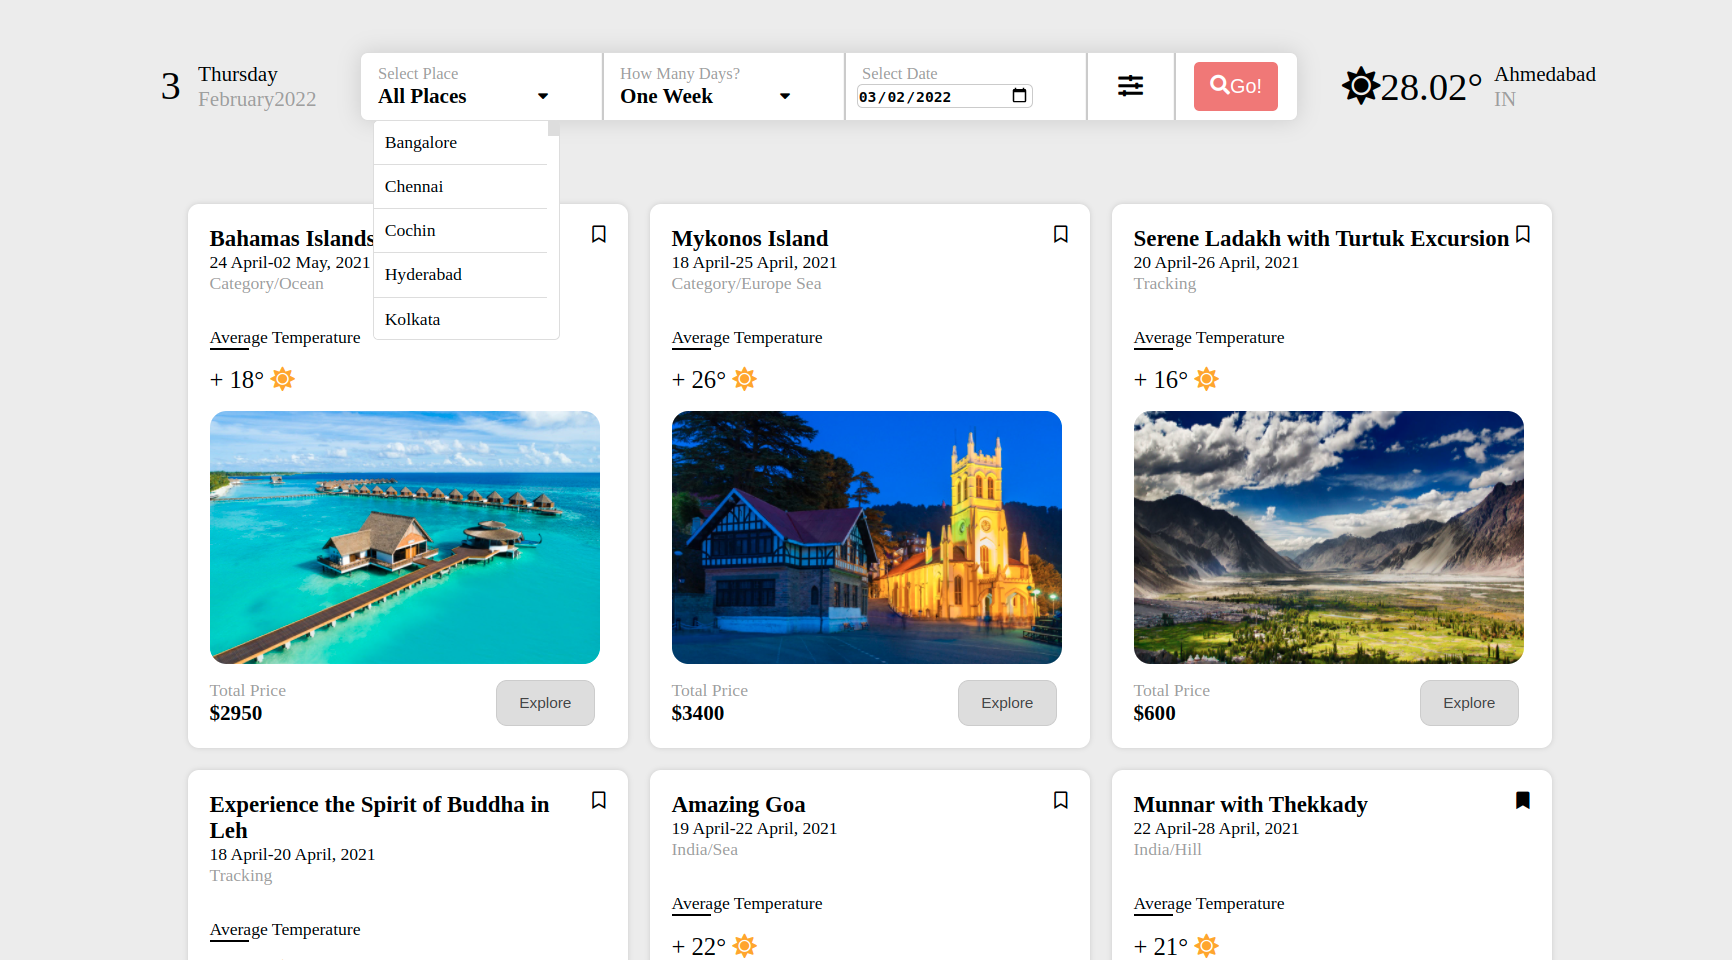 3
Thursday
February2022
Select Place
All Places
How Many Days?
One Week
Select Date
03/02/2022
Go!
28.02°
Ahmedabad
IN
Bangalore
Chennai
Cochin
Hyderabad
Kolkata
Bahamas Islands
24 April-02 May, 2021
Category/Ocean
Average Temperature
+ 18°
Total Price
$2950
Explore
Mykonos Island
18 April-25 April, 2021
Category/Europe Sea
Average Temperature
+ 26°
Total Price
$3400
Explore
Serene Ladakh with Turtuk Excursion
20 April-26 April, 2021
Tracking
Average Temperature
+ 16°
Total Price
$600
Explore
Experience the Spirit of Buddha in
Leh
18 April-20 April, 2021
Tracking
Average Temperature
Amazing Goa
19 April-22 April, 2021
India/Sea
Average Temperature
+ 22°
Munnar with Thekkady
22 April-28 April, 2021
India/Hill
Average Temperature
+ 21°